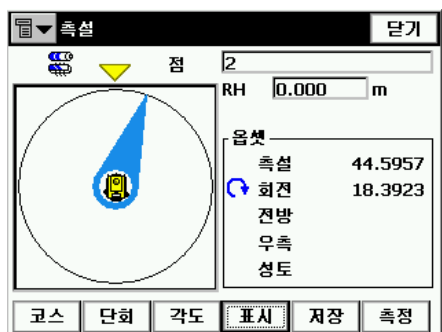 측설 닫기
점 2
RH 0.000 m
옵셋
측설 44.5957
회전 18.3923
전방
우측
성토
코스 단회 각도 표시 저장 측정